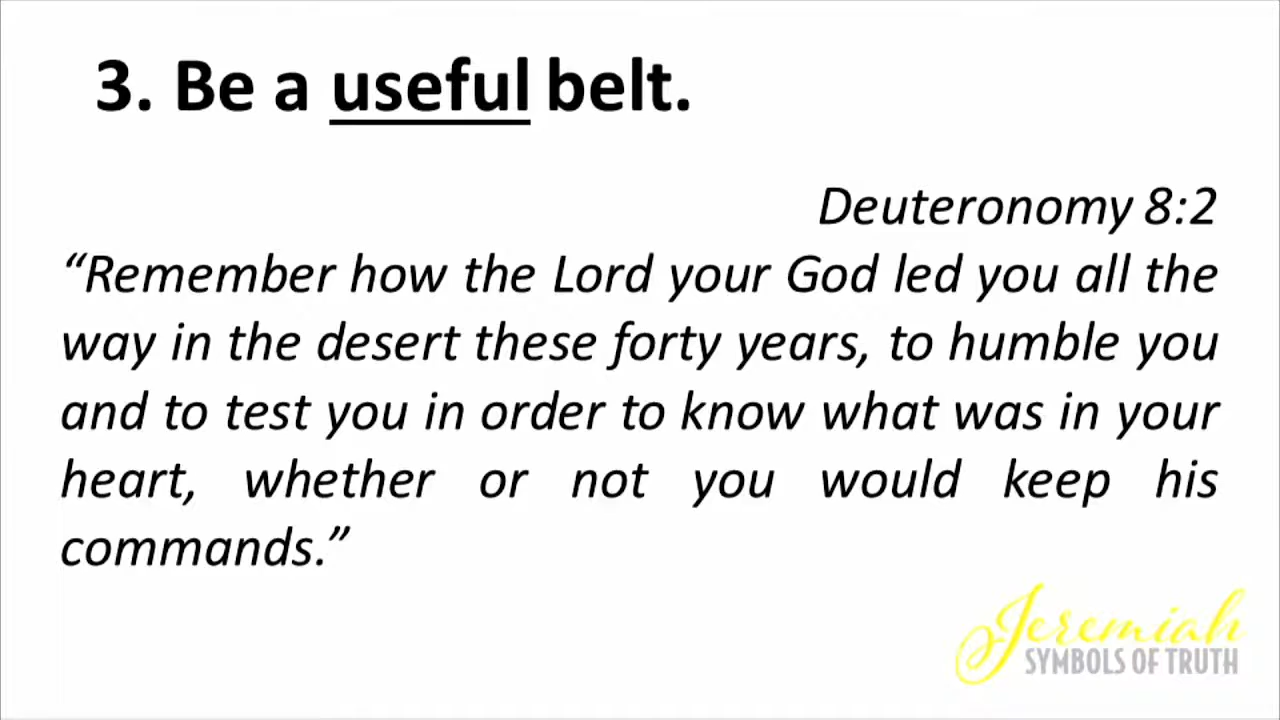 3. Be a useful belt.
Deuteronomy 8:2
“Remember how the Lord your God led you all the
way in the desert these forty years, to humble you
and to test you in order to know what was in your
heart, whether or not you would keep his
commands.”
Jeremiah
SYMBOLS OF TRUTH